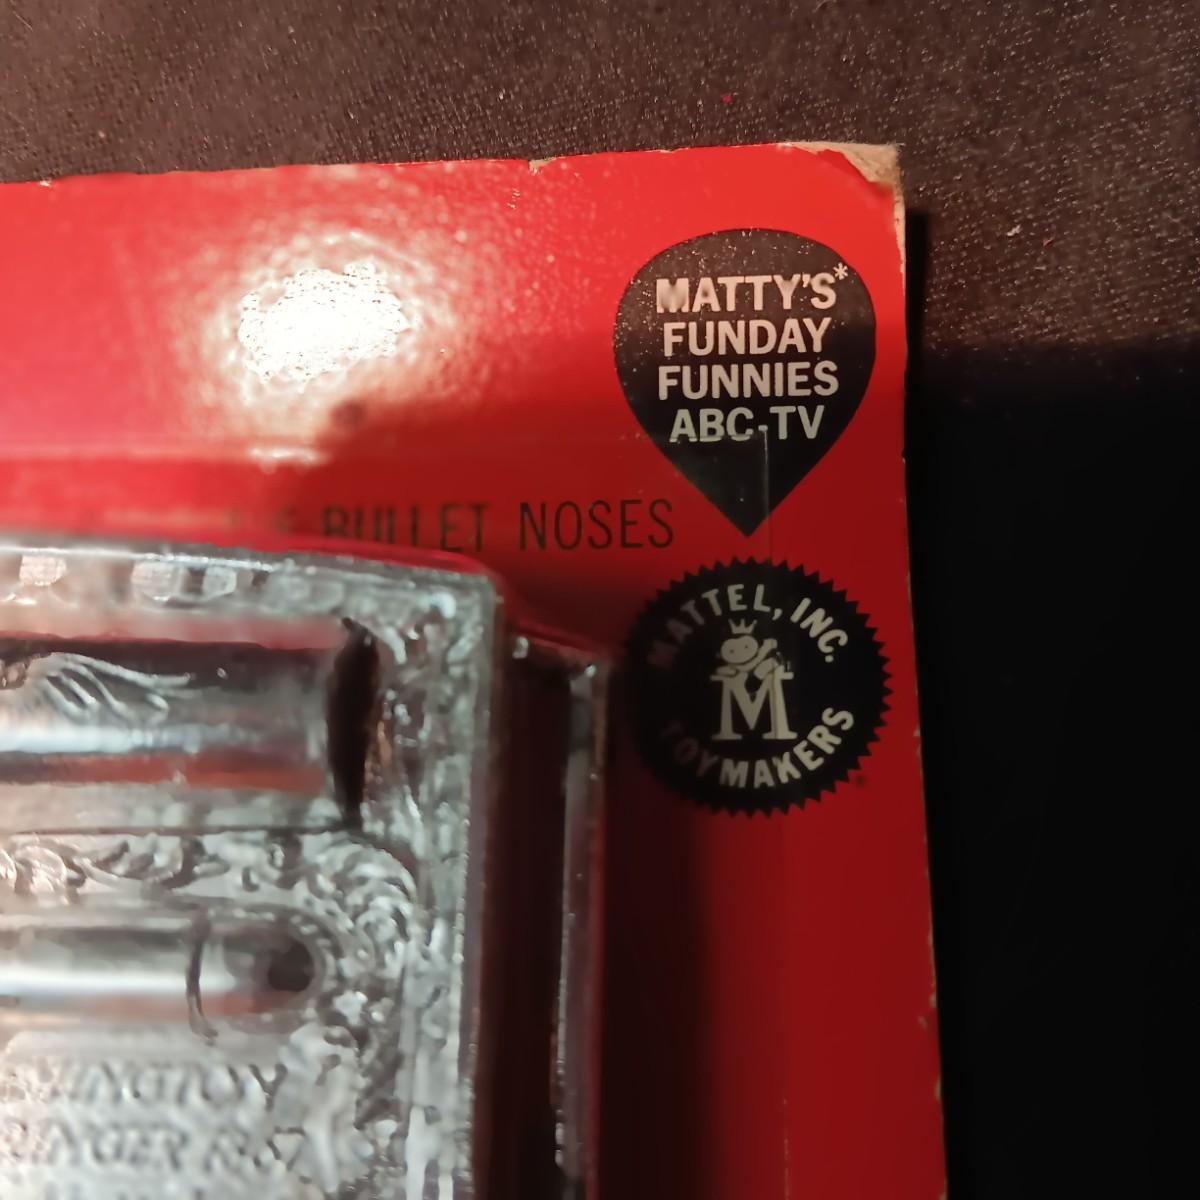 MATTY'S*
FUNDAY
FUNNIES
ABC-TV
BULLET NOSES
MATTEL, INC.
M
TOYMAKERS